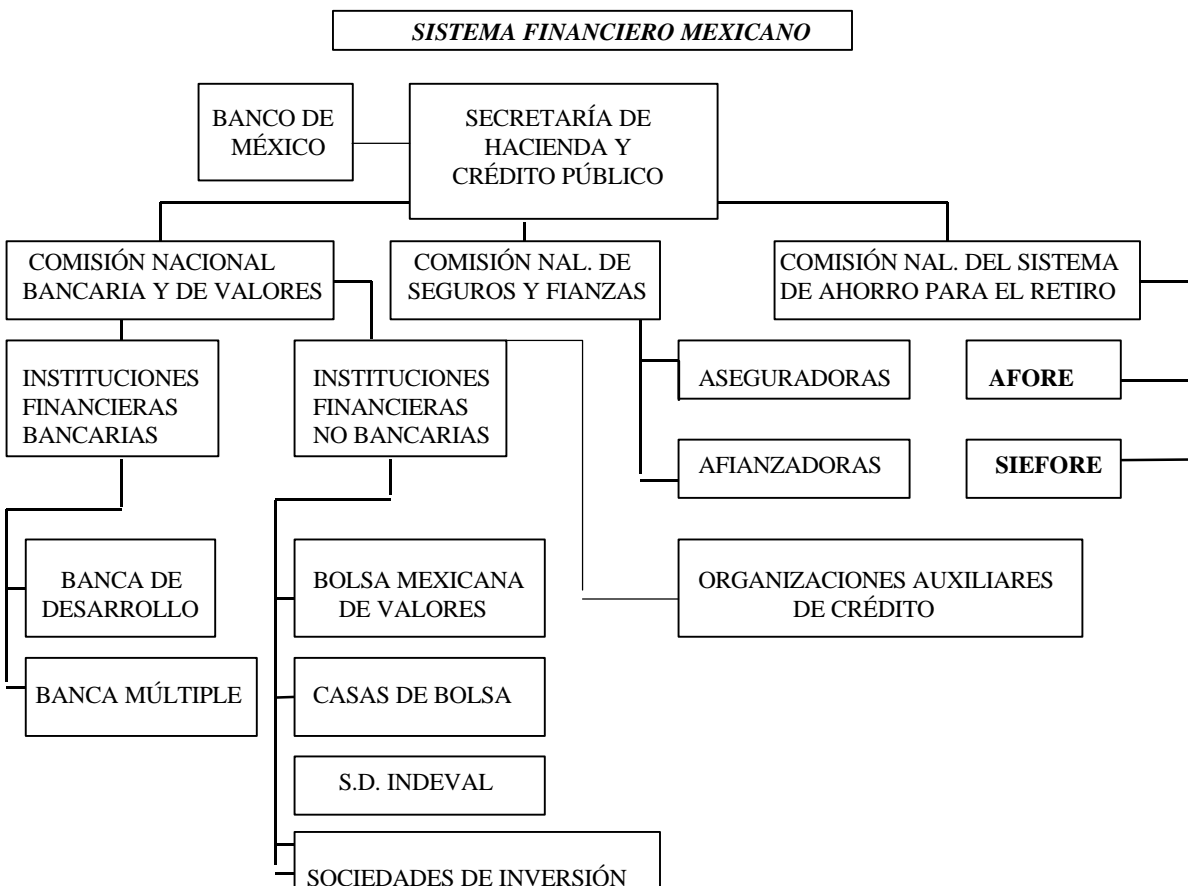 SISTEMA FINANCIERO MEXICANO
BANCO DE
MÉXICO
SECRETARÍA DE
HACIENDA Y
CRÉDITO PÚBLICO
COMISIÓN NACIONAL
BANCARIA Y DE VALORES
COMISIÓN NAL. DE
SEGUROS Y FIANZAS
COMISIÓN NAL. DEL SISTEMA
DE AHORRO PARA EL RETIRO
INSTITUCIONES
FINANCIERAS
BANCARIAS
INSTITUCIONES
FINANCIERAS
NO BANCARIAS
ASEGURADORAS
AFORE
AFIANZADORAS
SIEFORE
BANCA DE
DESARROLLO
BOLSA MEXICANA
DE VALORES
ORGANIZACIONES AUXILIARES
DE CRÉDITO
BANCA MÚLTIPLE
CASAS DE BOLSA
S.D. INDEVAL
SOCIEDADES DE INVERSIÓN